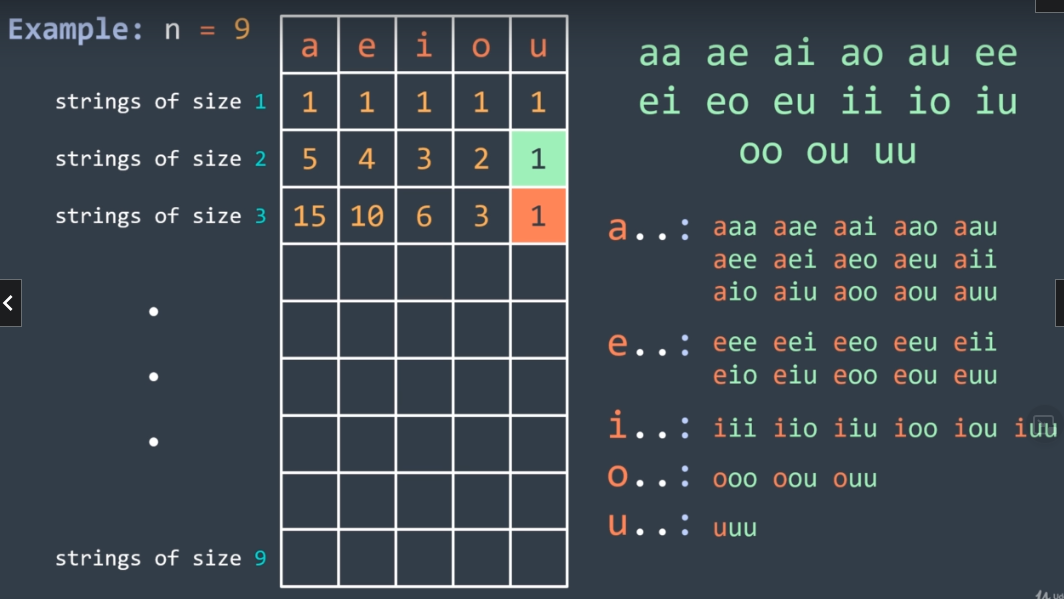 Example: n = 9
a e i o u
strings of size 1 1 1 1 1 1
strings of size 2 5 4 3 2 1
strings of size 3 15 10 6 3 1
strings of size 9
aa ae ai ao au ee
ei eo eu ii io iu
oo ou uu
a..: aaa aae aai aao aau
aee aei aeo aeu aii
aio aiu aoo aou auu
e..: eee eei eeo eeu eii
eio eiu eoo eou euu
i..: iii iio iiu ioo iou iuu
o..: ooo oou ouu
u..: uuu